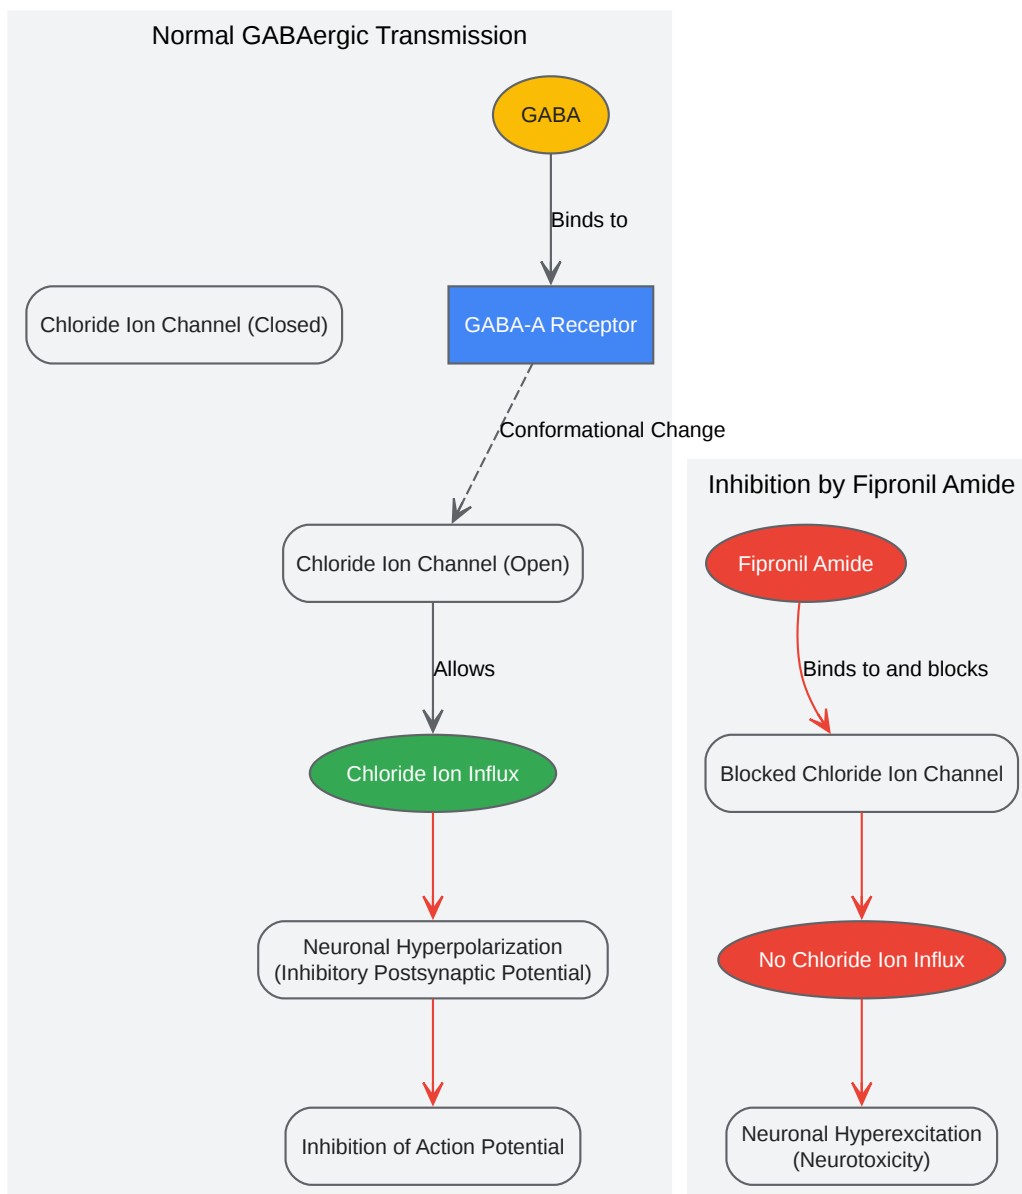 Normal GABAergic Transmission
GABA
Binds to
Chloride Ion Channel (Closed)
GABA-A Receptor
Conformational Change
Chloride Ion Channel (Open)
Allows
Chloride Ion Influx
Neuronal Hyperpolarization
(Inhibitory Postsynaptic Potential)
Inhibition of Action Potential
Inhibition by Fipronil Amide
Fipronil Amide
Binds to and blocks
Blocked Chloride Ion Channel
No Chloride Ion Influx
Neuronal Hyperexcitation
(Neurotoxicity)